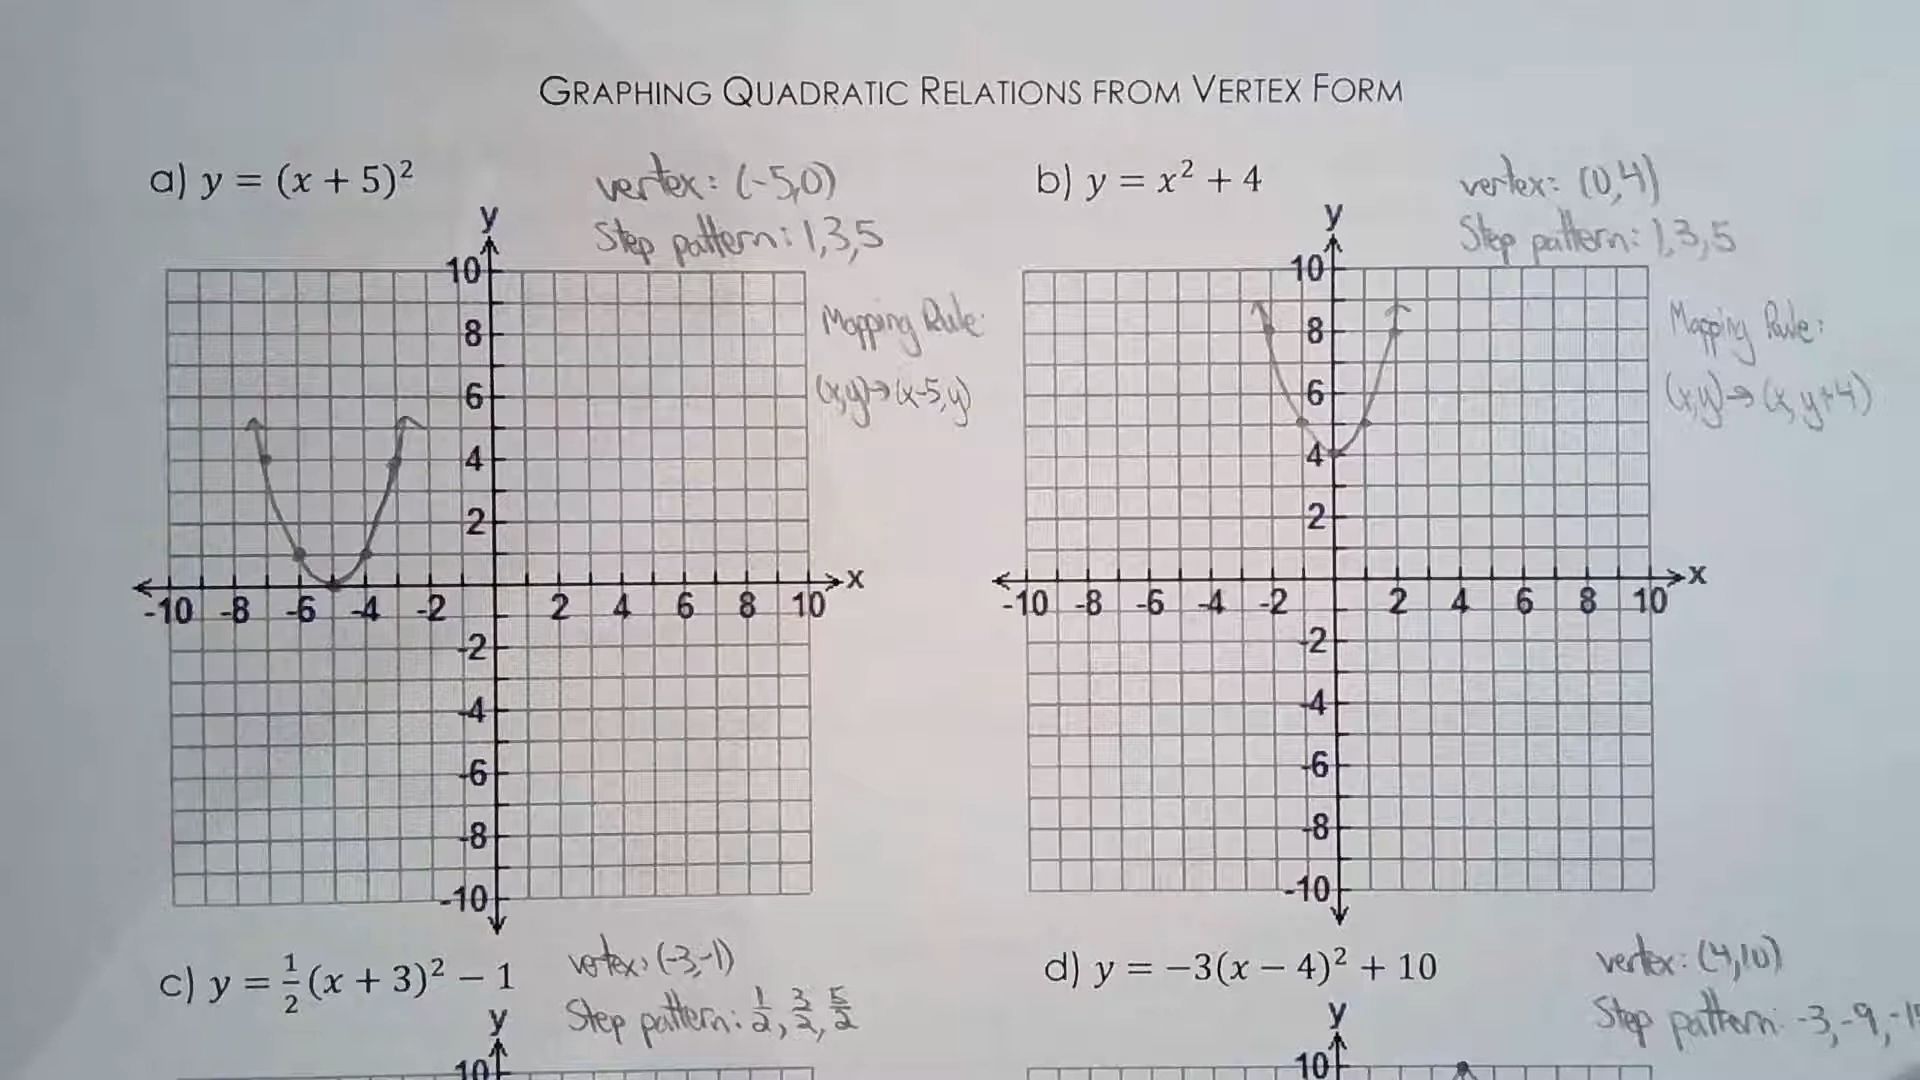 GRAPHING QUADRATIC RELATIONS FROM VERTEX FORM
a) y = (x + 5)²
vertex: (-5,0)
Step pattern: 1,3,5
Mapping Rule:
(x,y)→(x-5,y)
y
10
8
6
4
2
x
-10 -8 -6 -4 -2 2 4 6 8 10
-2
-4
-6
-8
-10
b) y = x² + 4
vertex: (0,4)
Step pattern: 1,3,5
Mapping Rule:
(x,y)→(x, y+4)
y
10
8
6
4
2
x
-10 -8 -6 -4 -2 2 4 6 8 10
-2
-4
-6
-8
-10
c) y = ½(x + 3)² − 1
vertex: (-3,-1)
Step pattern: 1/2, 3/2, 5/2
y
10
d) y = −3(x − 4)² + 10
vertex: (4,10)
Step pattern: -3,-9,
y
10